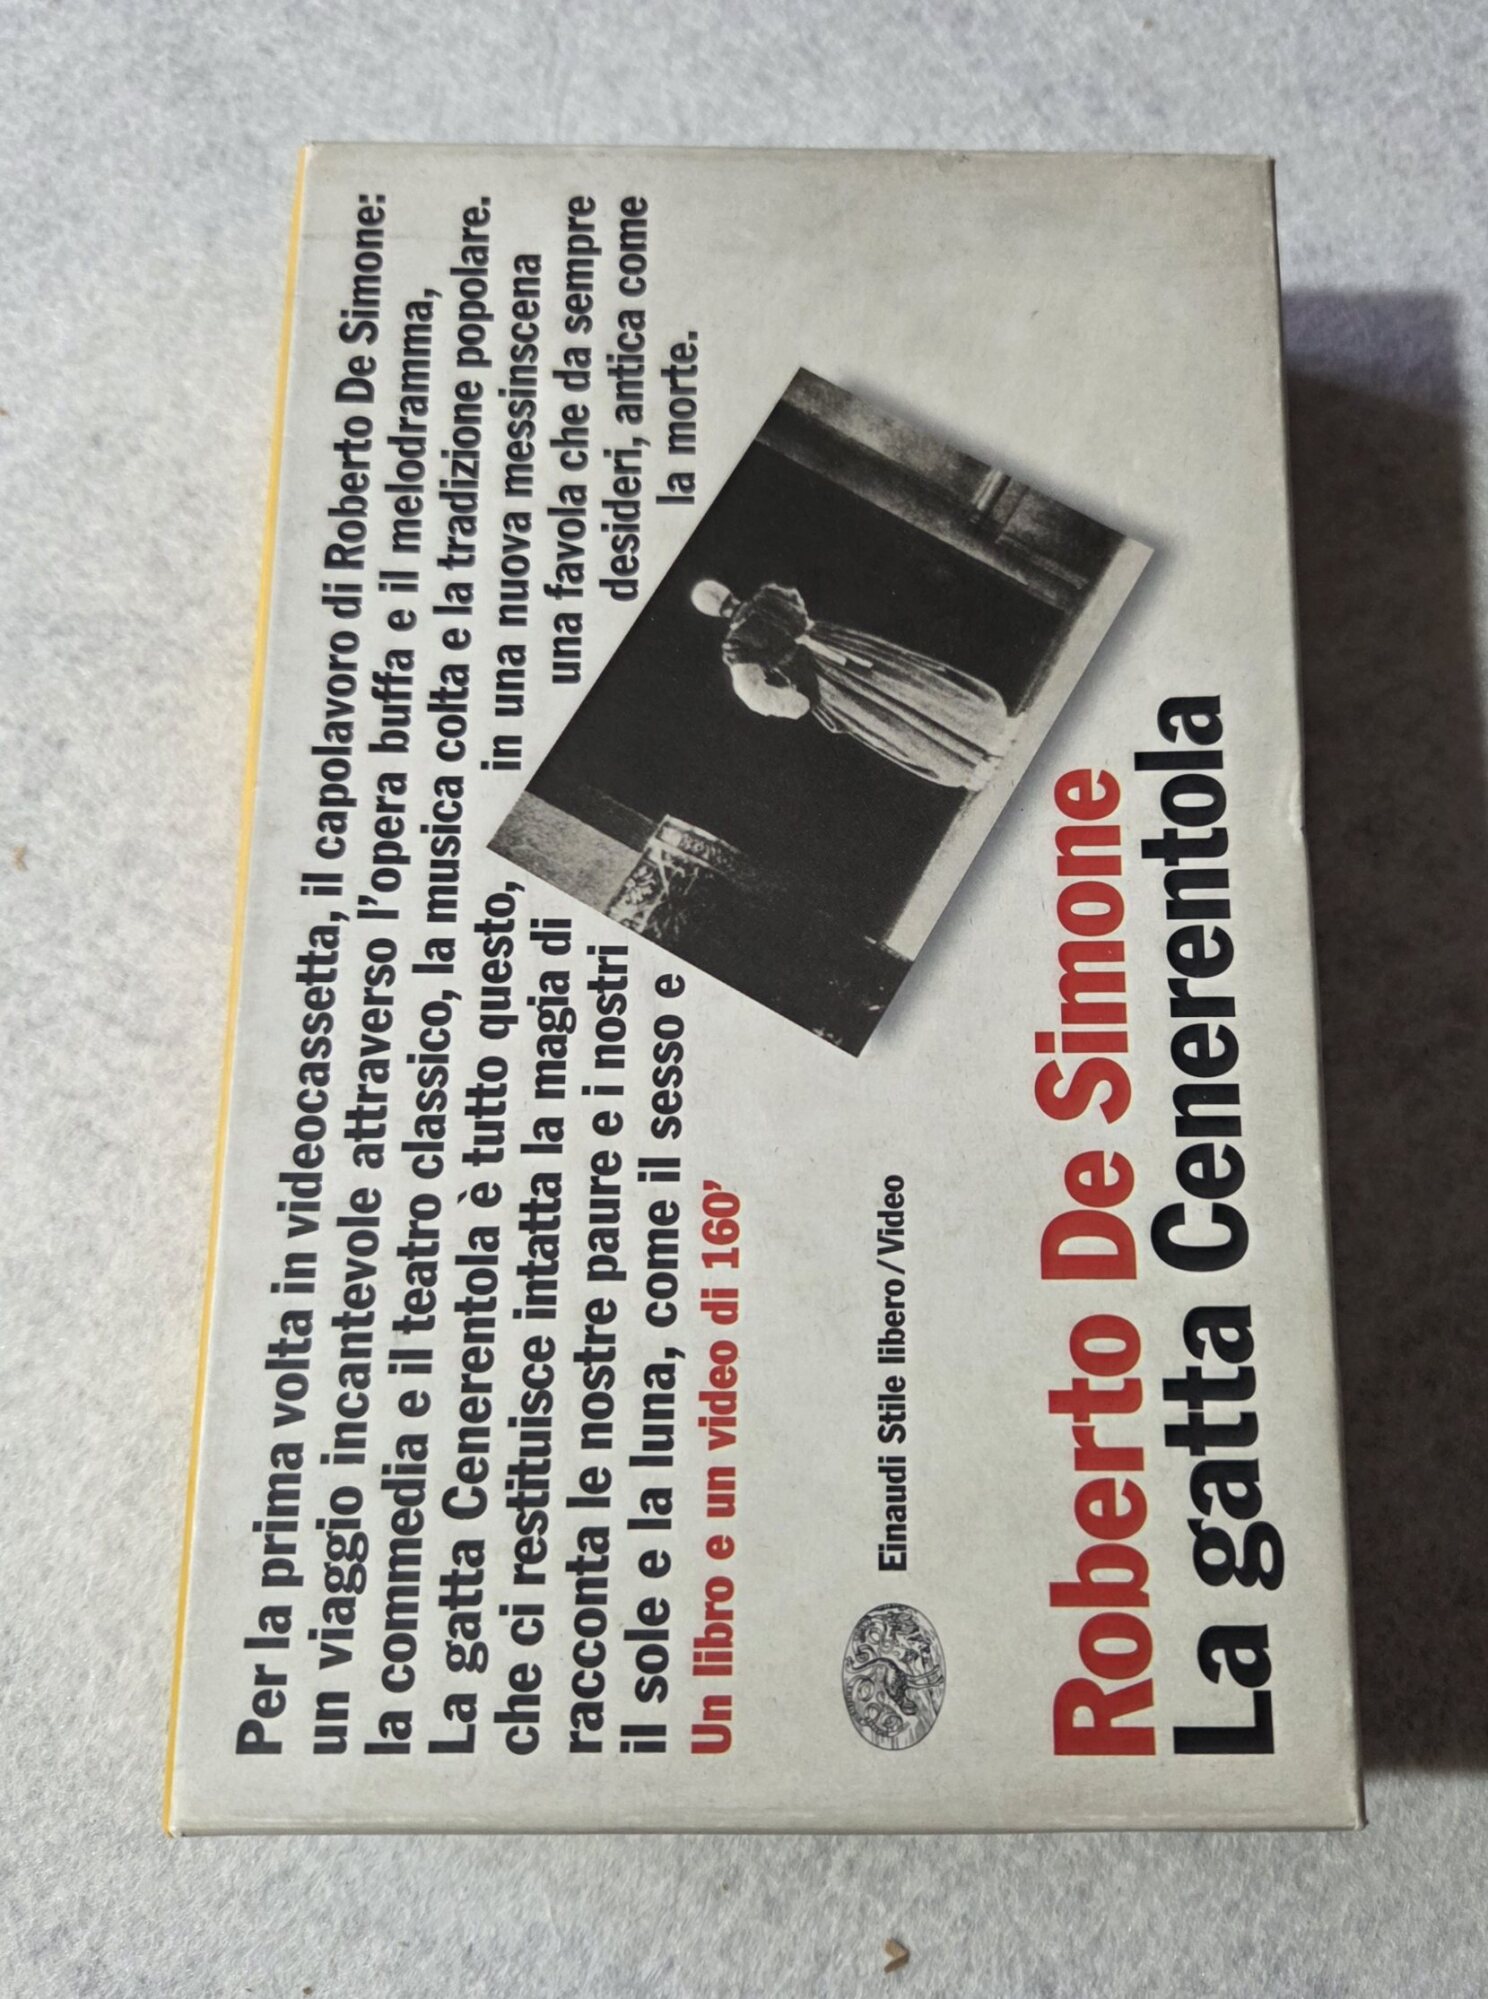 Per la prima volta in videocassetta, il capolavoro di Roberto De Simone:
un viaggio incantevole attraverso l'opera buffa e il melodramma,
la commedia e il teatro classico, la musica colta e la tradizione popolare.
La gatta Cenerentola è tutto questo, in una nuova messinscena
che ci restituisce intatta la magia di una favola che da sempre
racconta le nostre paure e i nostri desideri, antica come
il sole e la luna, come il sesso e la morte.
Un libro e un video di 160'
Einaudi Stile libero/Video
Roberto De Simone
La gatta Cenerentola